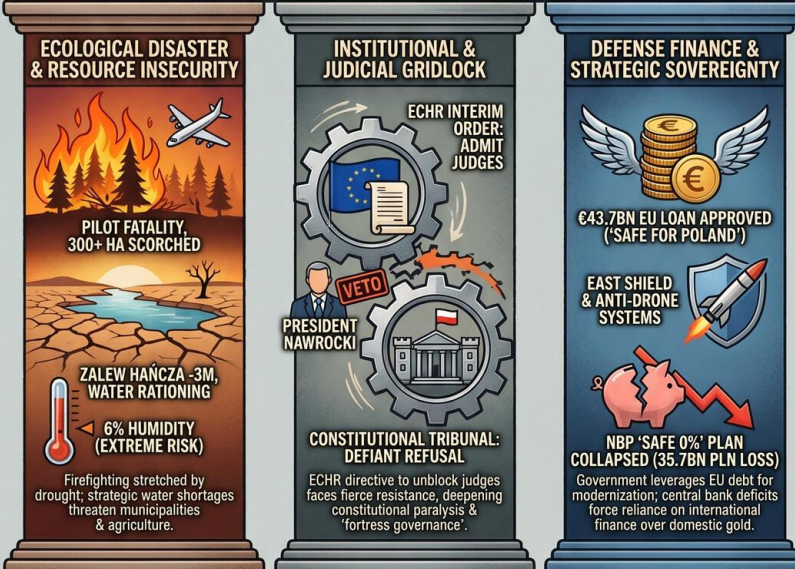 ECOLOGICAL DISASTER
& RESOURCE INSECURITY
PILOT FATALITY,
300+ HA SCORCHED
ZALEW HAŃCZA -3M,
WATER RATIONING
6% HUMIDITY
(EXTREME RISK)
Firefighting stretched by
drought; strategic water shortages
threaten municipalities
& agriculture.
INSTITUTIONAL &
JUDICIAL GRIDLOCK
ECHR INTERIM
ORDER:
ADMIT
JUDGES
VETO
PRESIDENT
NAWROCKI
CONSTITUTIONAL TRIBUNAL:
DEFIANT REFUSAL
ECHR directive to unblock judges
faces fierce resistance, deepening
constitutional paralysis &
'fortress governance'.
DEFENSE FINANCE &
STRATEGIC SOVEREIGNTY
€
€
€43.7BN EU LOAN APPROVED
('SAFE FOR POLAND')
EAST SHIELD
& ANTI-DRONE
SYSTEMS
NBP 'SAFE 0%' PLAN
COLLAPSED (35.7BN PLN LOSS)
Government leverages EU debt for
modernization; central bank deficits
force reliance on international
finance over domestic gold.